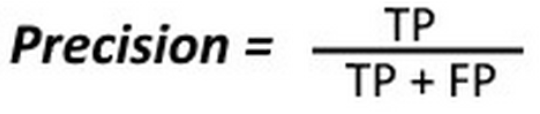 TP
Precision =
TP + FP